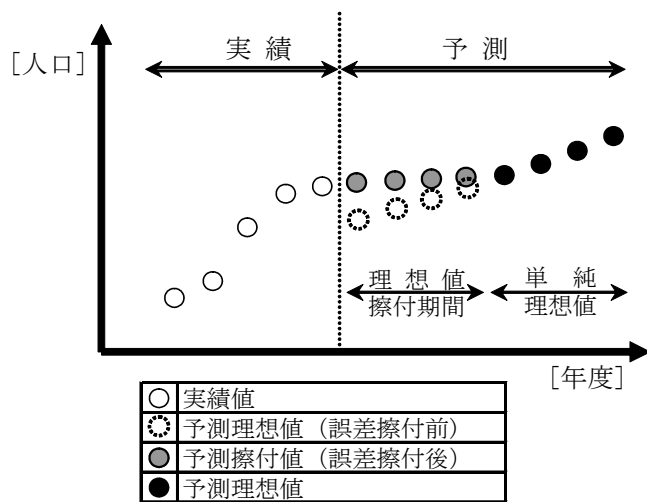 実績
予測
[人口]
理想値
擦付期間
単純
理想値
[年度]
実績値
予測理想値（誤差擦付前）
予測擦付値（誤差擦付後）
予測理想値